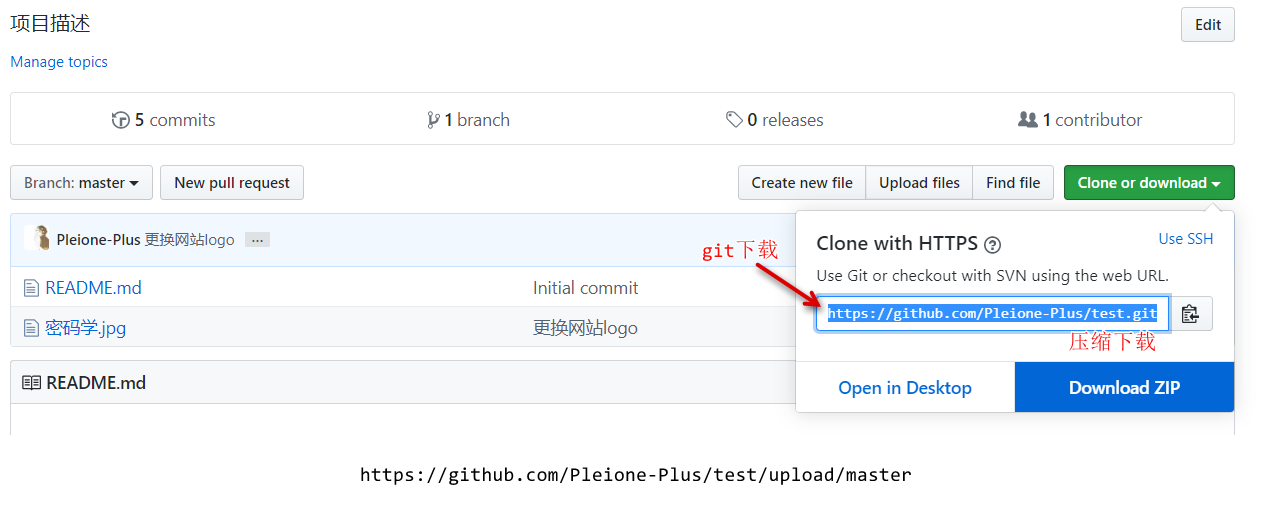 项目描述
Edit
Manage topics
5 commits
1 branch
0 releases
1 contributor
Branch: master
New pull request
Create new file
Upload files
Find file
Clone or download
Pleione-Plus 更换网站logo ...
git下载
Clone with HTTPS ?
Use SSH
Use Git or checkout with SVN using the web URL.
README.md
Initial commit
https://github.com/Pleione-Plus/test.git
密码学.jpg
更换网站logo
压缩下载
README.md
Open in Desktop
Download ZIP
https://github.com/Pleione-Plus/test/upload/master